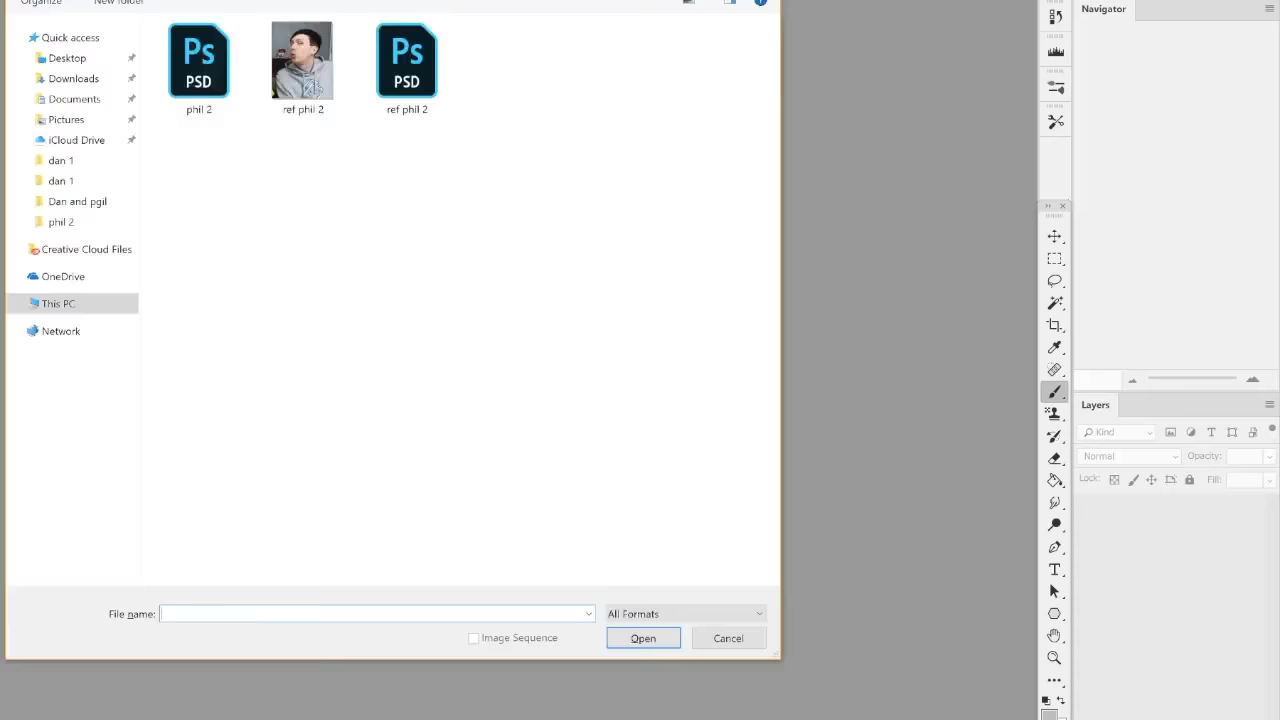 Organize New folder
Navigator
Quick access
Desktop
Downloads
Documents
Pictures
iCloud Drive
dan 1
dan 1
Dan and pgil
phil 2
Creative Cloud Files
OneDrive
This PC
Network
Ps
PSD
phil 2
ref phil 2
Ps
PSD
ref phil 2
File name:
All Formats
Image Sequence
Open
Cancel
Layers
Kind
Normal
Opacity:
Lock:
Fill: